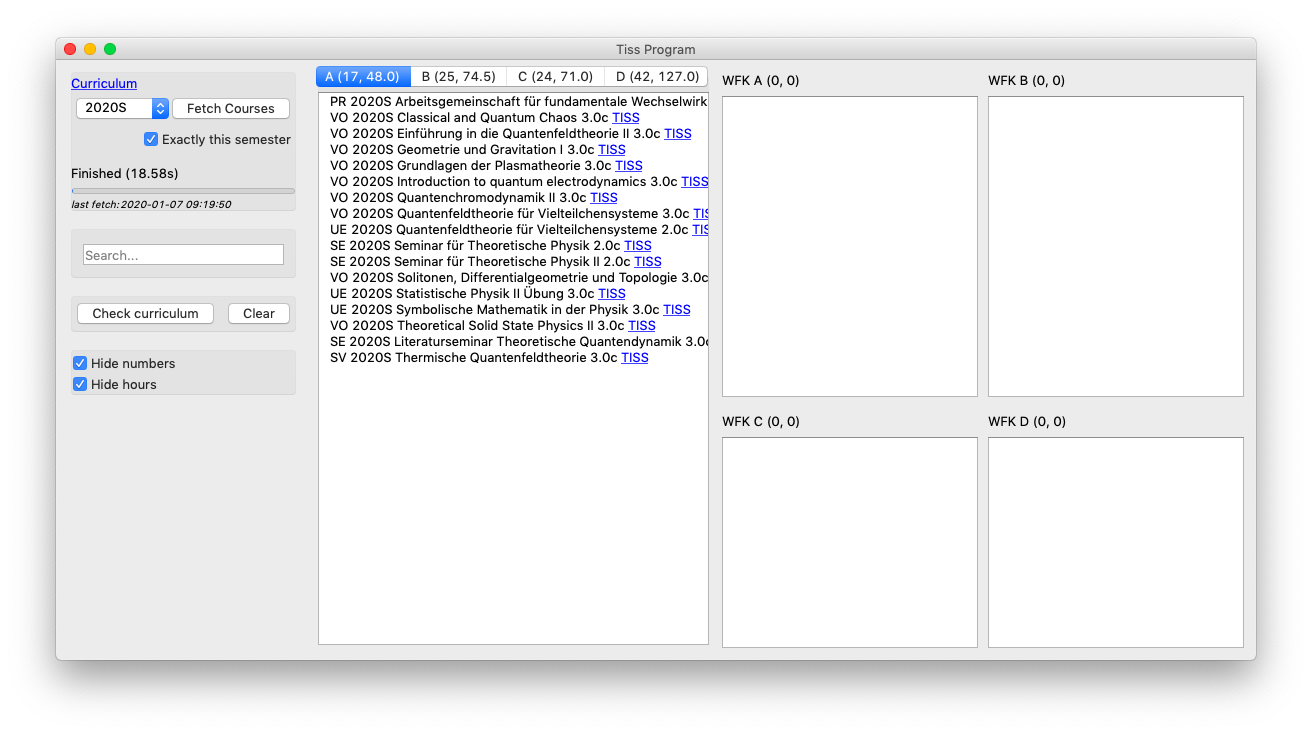 Tiss Program
Curriculum
2020S
Fetch Courses
Exactly this semester
Finished (18.58s)
last fetch:2020-01-07 09:19:50
Search...
Check curriculum
Clear
Hide numbers
Hide hours
A (17, 48.0)
B (25, 74.5)
C (24, 71.0)
D (42, 127.0)
PR 2020S Arbeitsgemeinschaft für fundamentale Wechselwirk
VO 2020S Classical and Quantum Chaos 3.0c TISS
VO 2020S Einführung in die Quantenfeldtheorie II 3.0c TISS
VO 2020S Geometrie und Gravitation I 3.0c TISS
VO 2020S Grundlagen der Plasmatheorie 3.0c TISS
VO 2020S Introduction to quantum electrodynamics 3.0c TISS
VO 2020S Quantenchromodynamik II 3.0c TISS
VO 2020S Quantenfeldtheorie für Vielteilchensysteme 3.0c TIS
UE 2020S Quantenfeldtheorie für Vielteilchensysteme 2.0c TIS
SE 2020S Seminar für Theoretische Physik 2.0c TISS
SE 2020S Seminar für Theoretische Physik II 2.0c TISS
VO 2020S Solitonen, Differentialgeometrie und Topologie 3.0c
UE 2020S Statistische Physik II Übung 3.0c TISS
UE 2020S Symbolische Mathematik in der Physik 3.0c TISS
VO 2020S Theoretical Solid State Physics II 3.0c TISS
SE 2020S Literaturseminar Theoretische Quantendynamik 3.0c
SV 2020S Thermische Quantenfeldtheorie 3.0c TISS
WFK A (0, 0)
WFK B (0, 0)
WFK C (0, 0)
WFK D (0, 0)